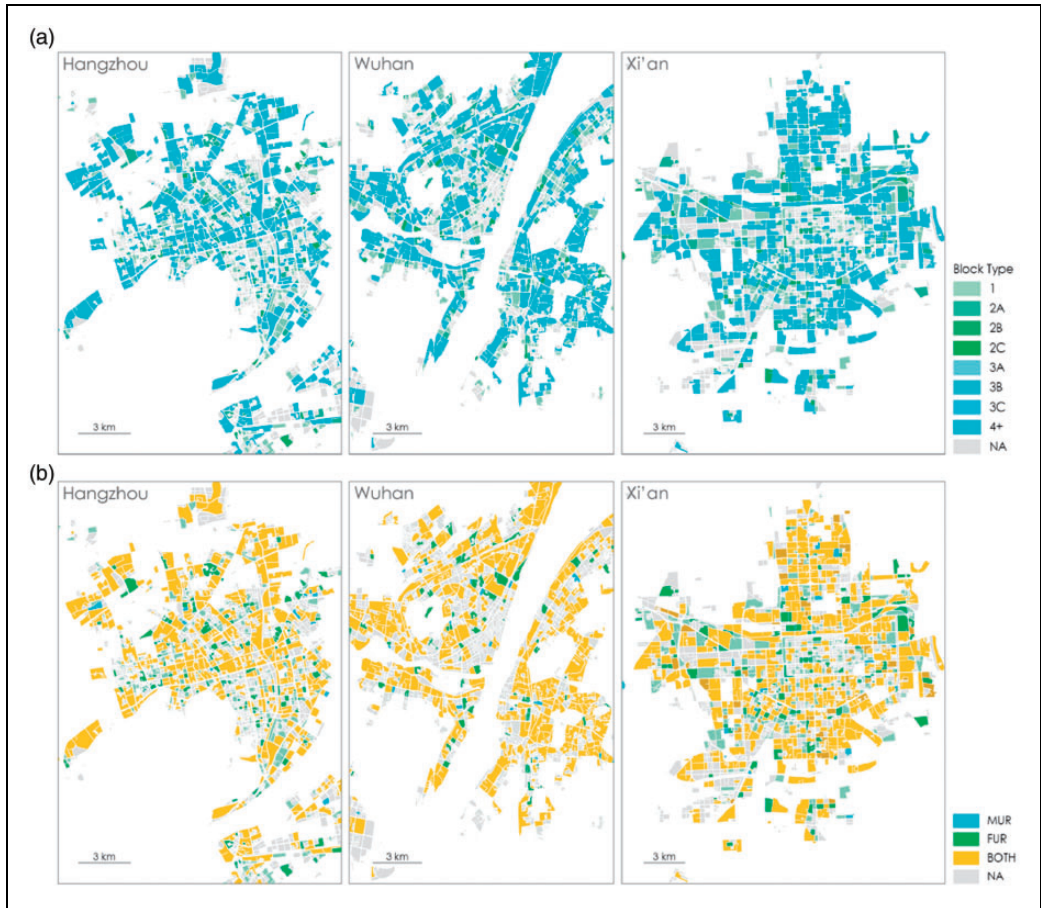 (a)
Hangzhou
Wuhan
Xi'an
3 km
3 km
3 km
Block Type
1
2A
2B
2C
3A
3B
3C
4+
NA
(b)
Hangzhou
Wuhan
Xi'an
3 km
3 km
3 km
MUR
FUR
BOTH
NA